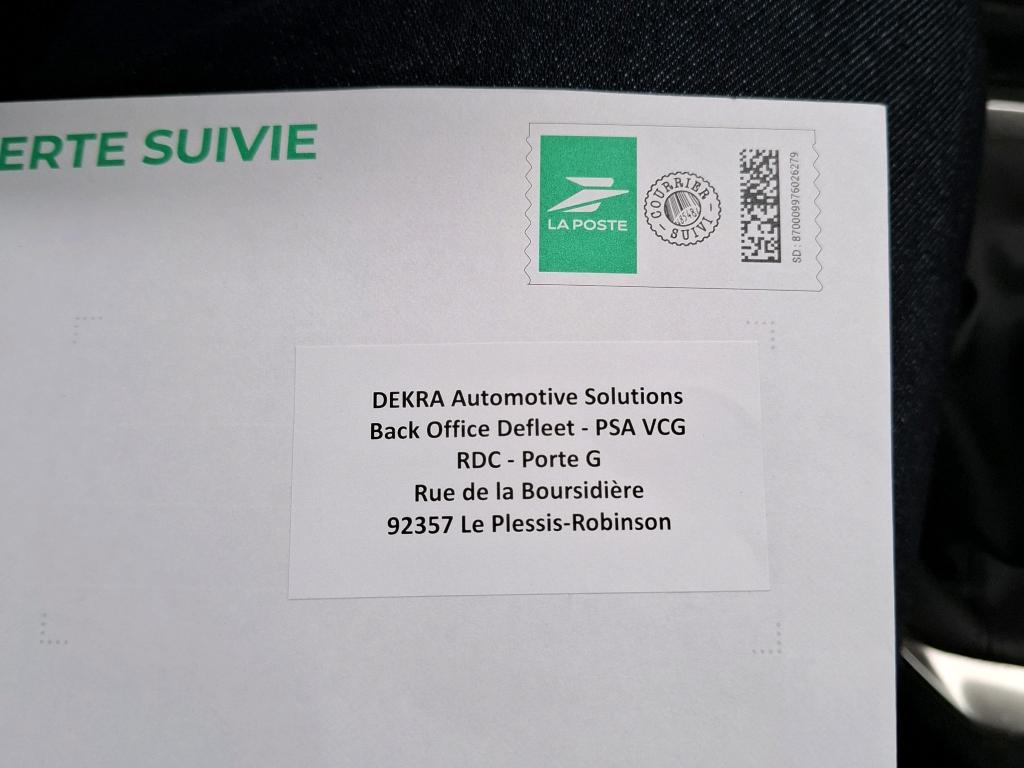 ERTE SUIVIE
LA POSTE
COURRIER
SUIVI
SD : 870009976026279
DEKRA Automotive Solutions
Back Office Defleet - PSA VCG
RDC - Porte G
Rue de la Boursidière
92357 Le Plessis-Robinson